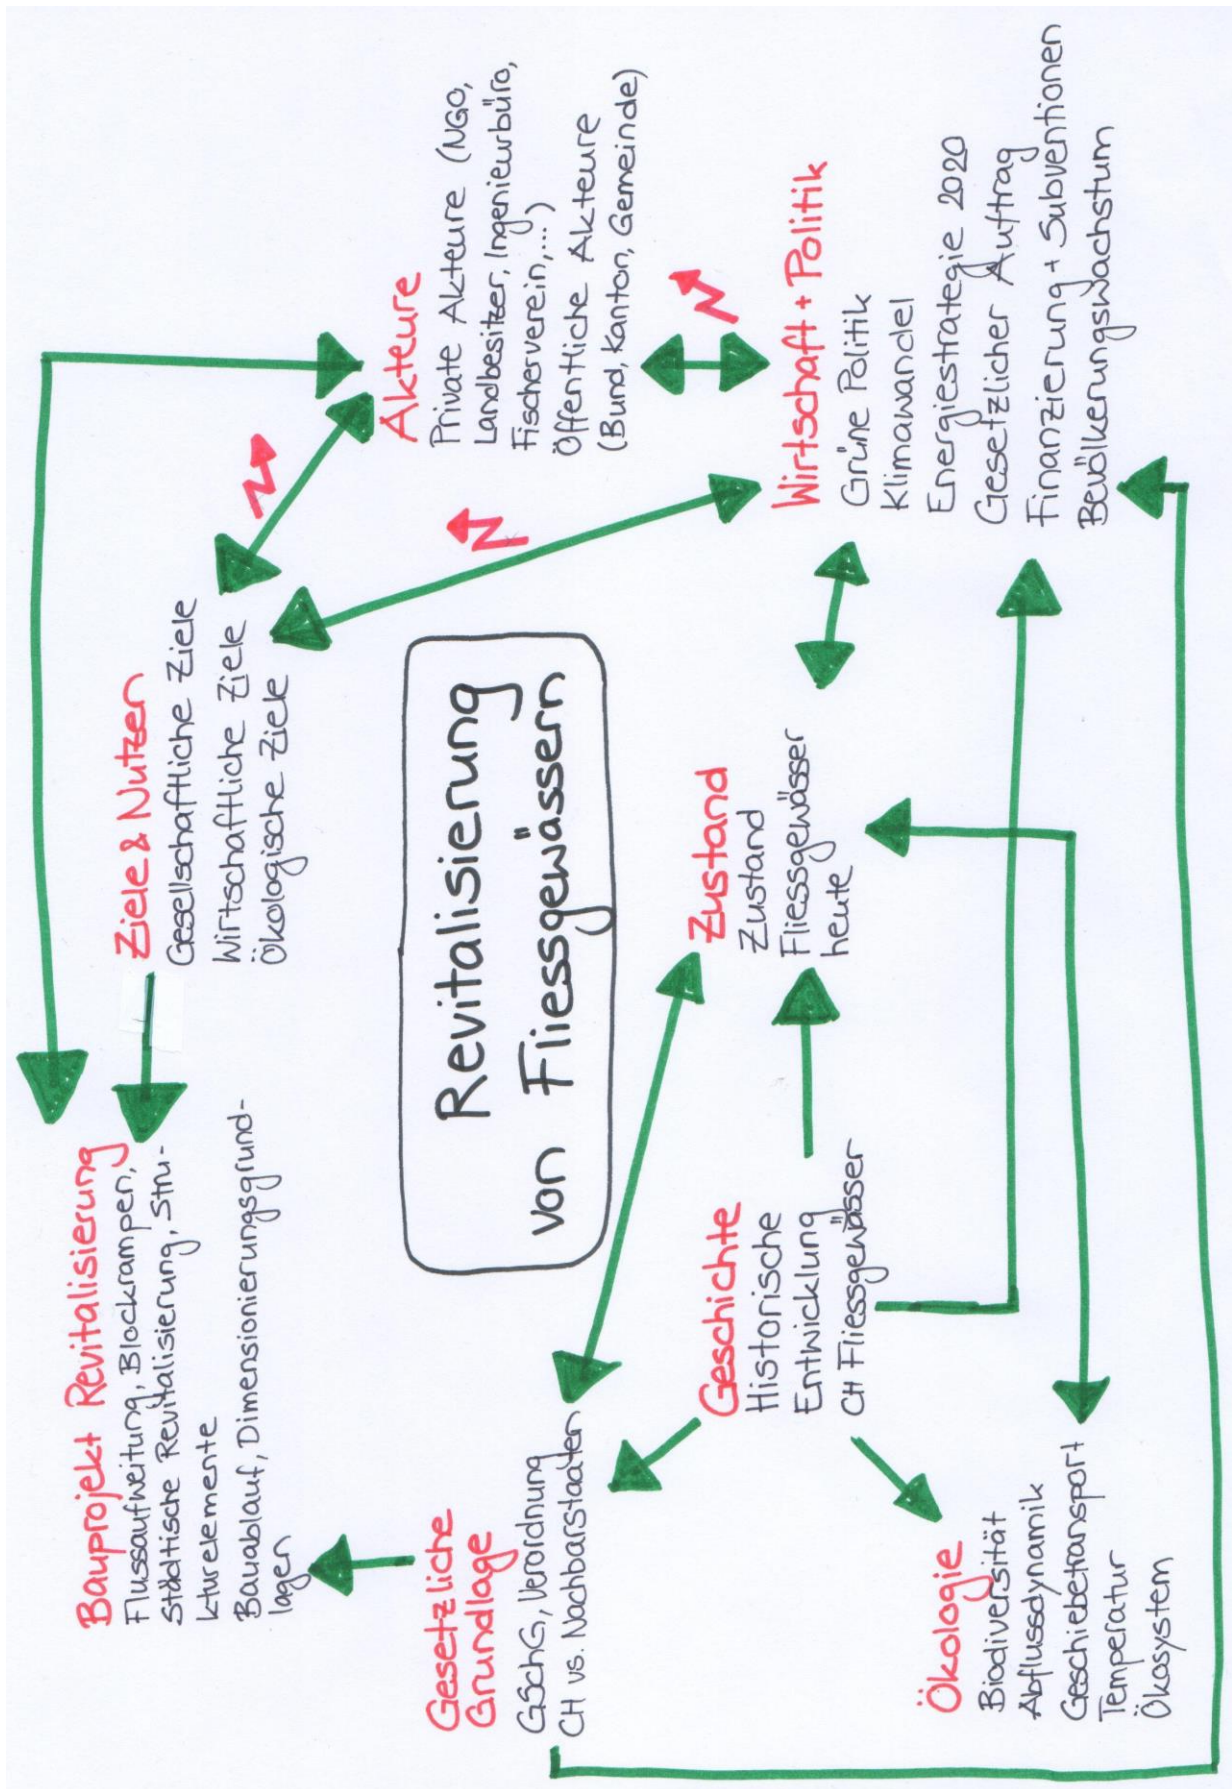 Bauprojekt Revitalisierung
Flussaufweitung, Blockrampen,
Städtische Revitalisierung, Stru-
kturelemente
Bauablauf, Dimensionierungsgrund-
lagen
Ziele & Nutzen
Gesellschaftliche Ziele
Wirtschaftliche Ziele
Ökologische Ziele
Akteure
Private Akteure (NGO,
Landbesitzer, Ingenieurbüro,
Fischerverein,...)
Öffentliche Akteure
(Bund, Kanton, Gemeinde)
Revitalisierung
von Fliessgewässern
Gesetzliche
Grundlage
GSchG, Verordnung
CH vs. Nachbarstaaten
Geschichte
Historische
Entwicklung
CH Fliessgewässer
Zustand
Zustand
Fliessgewässer
heute
Wirtschaft + Politik
Grüne Politik
Klimawandel
Energiestrategie 2020
Gesetzlicher Auftrag
Finanzierung + Subventionen
Bevölkerungswachstum
Ökologie
Biodiversität
Abflussdynamik
Geschiebetransport
Temperatur
Ökosystem